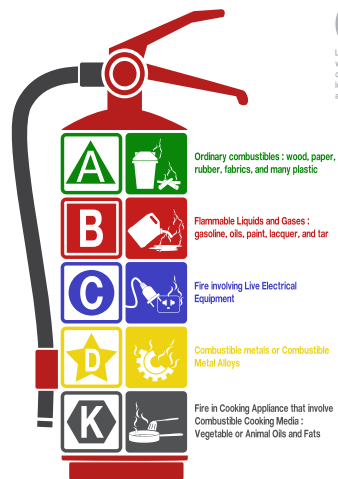 A
Ordinary combustibles : wood, paper,
rubber, fabrics, and many plastic
B
Flammable Liquids and Gases :
gasoline, oils, paint, lacquer, and tar
C
Fire involving Live Electrical
Equipment
D
Combustible metals or Combustible
Metal Alloys
K
Fire in Cooking Appliance that involve
Combustible Cooking Media :
Vegetable or Animal Oils and Fats